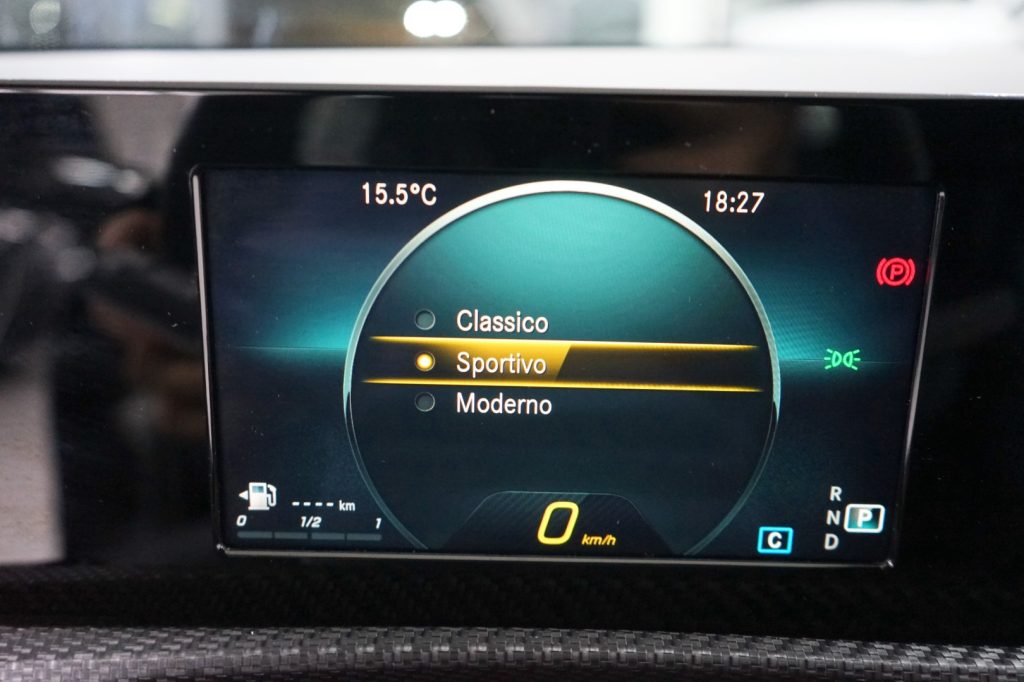 15.5°C
18:27
P
Classico
Sportivo
Moderno
---- km
0 1/2 1
0 km/h
C
R
N P
D